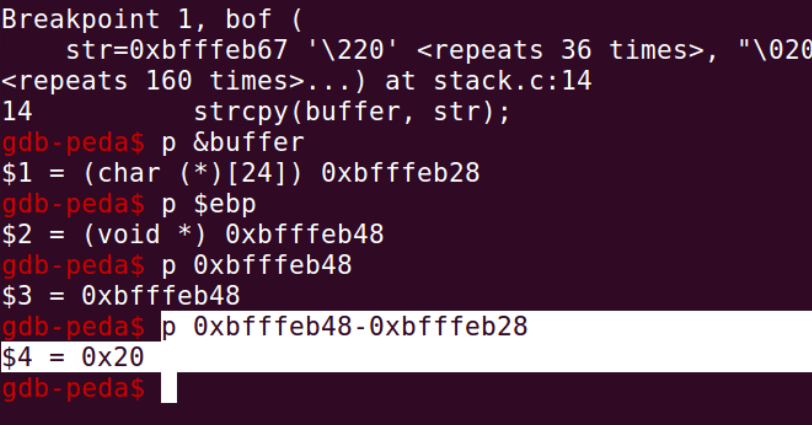 Breakpoint 1, bof (
    str=0xbfffeb67 '\220' <repeats 36 times>, "\020
<repeats 160 times>...) at stack.c:14
14          strcpy(buffer, str);
gdb-peda$ p &buffer
$1 = (char (*)[24]) 0xbfffeb28
gdb-peda$ p $ebp
$2 = (void *) 0xbfffeb48
gdb-peda$ p 0xbfffeb48
$3 = 0xbfffeb48
gdb-peda$ p 0xbfffeb48-0xbfffeb28
$4 = 0x20
gdb-peda$